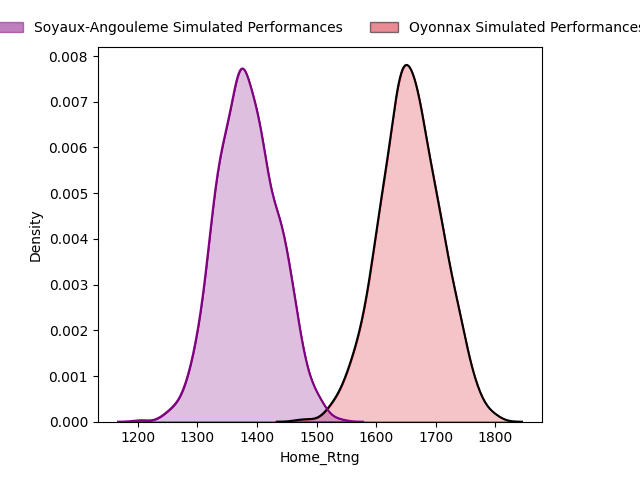 Soyaux-Angouleme Simulated Performances
Oyonnax Simulated Performances
0.008
0.007
0.006
0.005
0.004
0.003
0.002
0.001
0.000
Density
1200 1300 1400 1500 1600 1700 1800
Home_Rtng